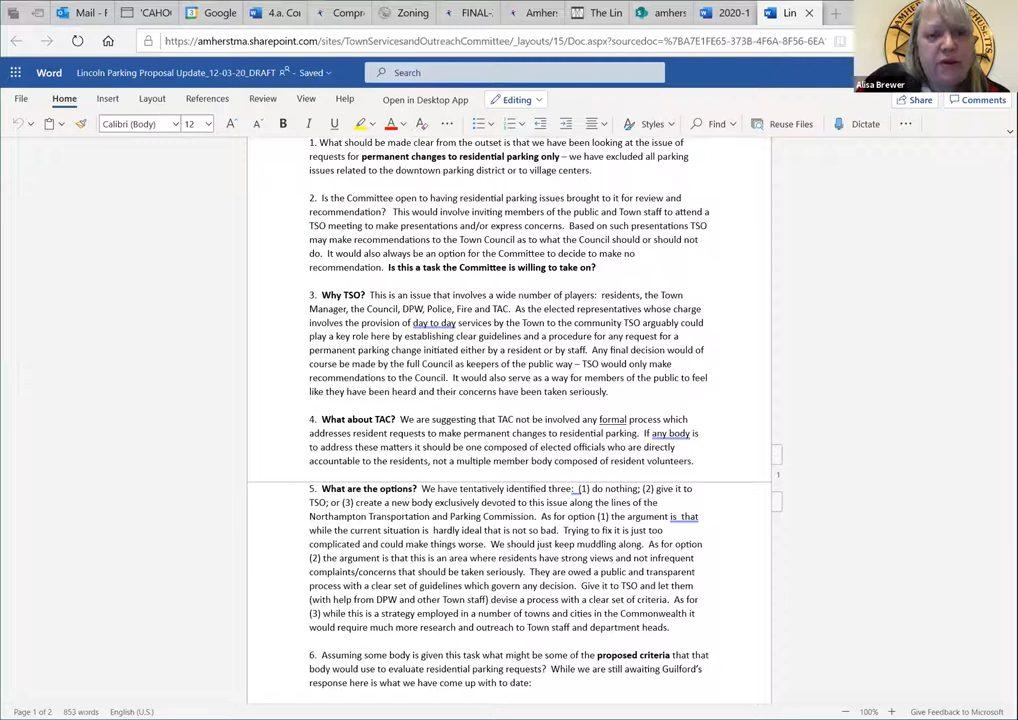 Mail - F
'CAHO
Google
4.a. Co
Compr
Zoning
FINAL-
Amher
The Lin
amhers
2020-1
Lin
https://amherstma.sharepoint.com/sites/TownServicesandOutreachCommittee/_layouts/15/Doc.aspx?sourcedoc=%7BA7E1FE65-373B-4F6A-8F56-6EA
Alisa Brewer
Word
Lincoln Parking Proposal Update_12-03-20_DRAFT
- Saved
Search
File
Home
Insert
Layout
References
Review
View
Help
Open in Desktop App
Editing
Share
Comments
Calibri (Body)
12
B
I
U
A
Styles
Find
Reuse Files
Dictate
1. What should be made clear from the outset is that we have been looking at the issue of
requests for permanent changes to residential parking only – we have excluded all parking
issues related to the downtown parking district or to village centers.
2. Is the Committee open to having residential parking issues brought to it for review and
recommendation? This would involve inviting members of the public and Town staff to attend a
TSO meeting to make presentations and/or express concerns. Based on such presentations TSO
may make recommendations to the Town Council as to what the Council should or should not
do. It would also always be an option for the Committee to decide to make no
recommendation. Is this a task the Committee is willing to take on?
3. Why TSO? This is an issue that involves a wide number of players: residents, the Town
Manager, the Council, DPW, Police, Fire and TAC. As the elected representatives whose charge
involves the provision of day to day services by the Town to the community TSO arguably could
play a key role here by establishing clear guidelines and a procedure for any request for a
permanent parking change initiated either by a resident or by staff. Any final decision would of
course be made by the full Council as keepers of the public way – TSO would only make
recommendations to the Council. It would also serve as a way for members of the public to feel
like they have been heard and their concerns have been taken seriously.
4. What about TAC? We are suggesting that TAC not be involved any formal process which
addresses resident requests to make permanent changes to residential parking. If any body is
to address these matters it should be one composed of elected officials who are directly
accountable to the residents, not a multiple member body composed of resident volunteers.
1
5. What are the options? We have tentatively identified three: (1) do nothing; (2) give it to
TSO; or (3) create a new body exclusively devoted to this issue along the lines of the
Northampton Transportation and Parking Commission. As for option (1) the argument is that
while the current situation is hardly ideal that is not so bad. Trying to fix it is just too
complicated and could make things worse. We should just keep muddling along. As for option
(2) the argument is that this is an area where residents have strong views and not infrequent
complaints/concerns that should be taken seriously. They are owed a public and transparent
process with a clear set of guidelines which govern any decision. Give it to TSO and let them
(with help from DPW and other Town staff) devise a process with a clear set of criteria. As for
(3) while this is a strategy employed in a number of towns and cities in the Commonwealth it
would require much more research and outreach to Town staff and department heads.
6. Assuming some body is given this task what might be some of the proposed criteria that that
body would use to evaluate residential parking requests? While we are still awaiting Guilford's
response here is what we have come up with to date:
Page 1 of 2
853 words
English (U.S.)
100%
Give Feedback to Microsoft